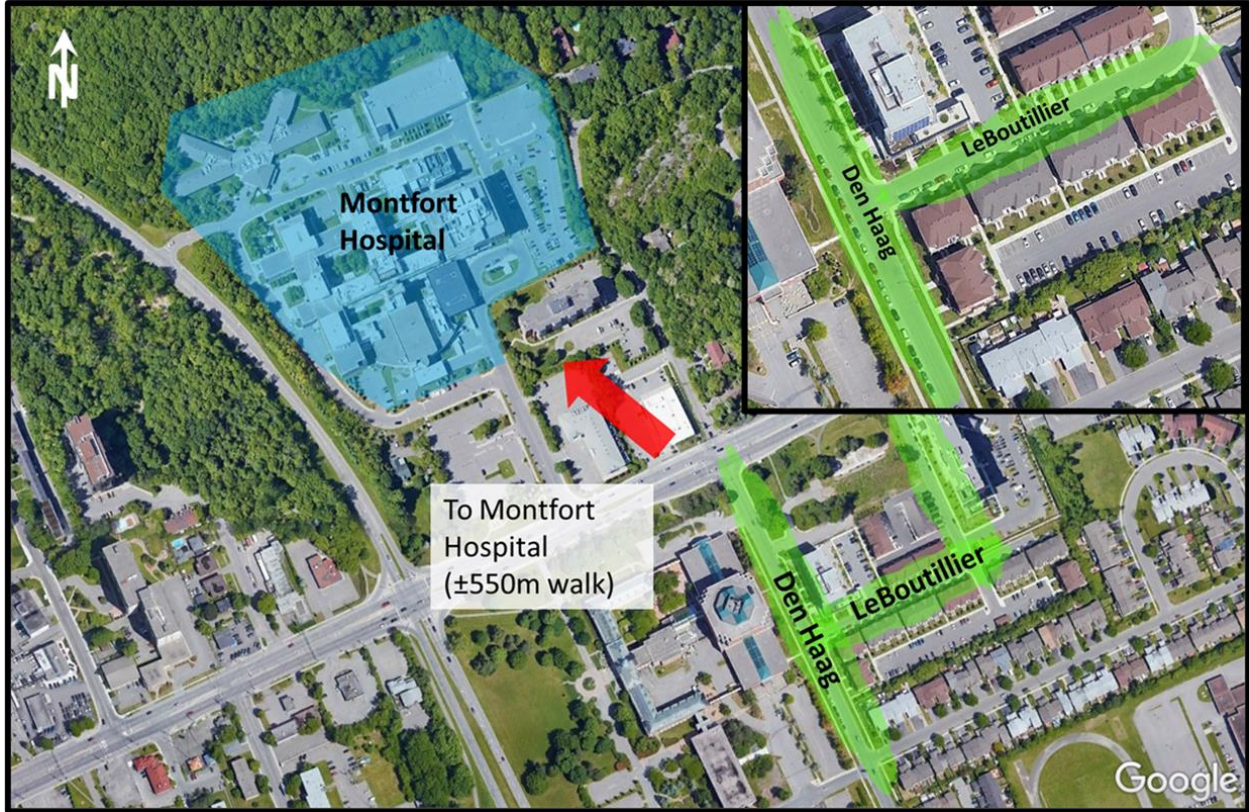 N
Montfort
Hospital
LeBoutillier
Den Haag
To Montfort
Hospital
(±550m walk)
Den Haag
LeBoutillier
Google